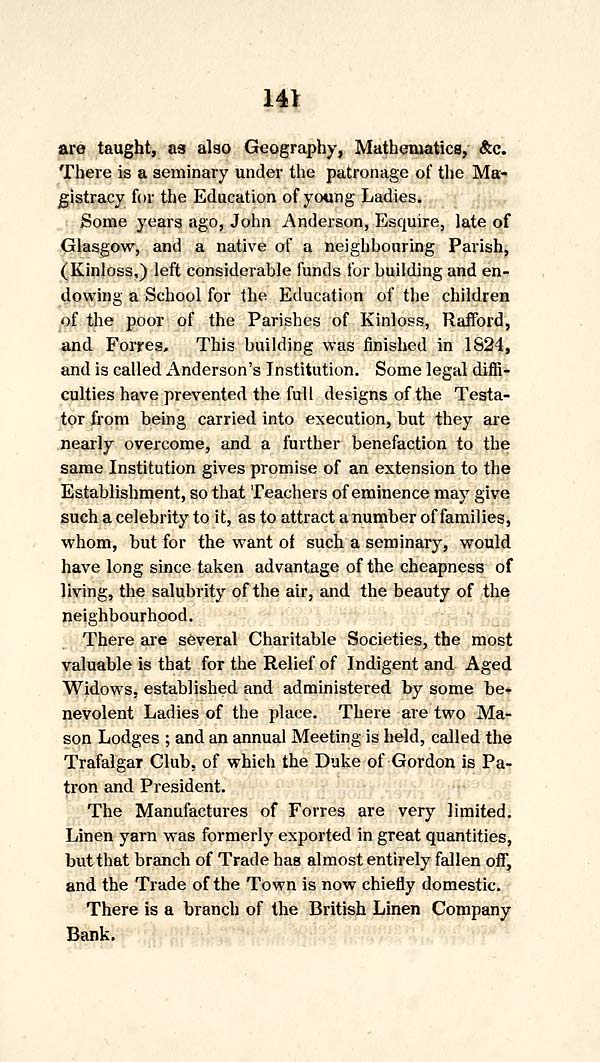 141
are taught, as also Geography, Mathematics, &c.
There is a seminary under the patronage of the Ma-
gistracy for the Education of young Ladies.
Some years ago, John Anderson, Esquire, late of
Glasgow, and a native of a neighbouring Parish,
(Kinloss,) left considerable funds for building and en-
dowing a School for the Education of the children
of the poor of the Parishes of Kinloss, Rafford,
and Forres. This building was finished in 1824,
and is called Anderson's Institution. Some legal diffi-
culties have prevented the full designs of the Testa-
tor from being carried into execution, but they are
nearly overcome, and a further benefaction to the
same Institution gives promise of an extension to the
Establishment, so that Teachers of eminence may give
such a celebrity to it, as to attract a number of families,
whom, but for the want of such a seminary, would
have long since taken advantage of the cheapness of
living, the salubrity of the air, and the beauty of the
neighbourhood.
There are several Charitable Societies, the most
valuable is that for the Relief of Indigent and Aged
Widows, established and administered by some be-
nevolent Ladies of the place. There are two Ma-
son Lodges ; and an annual Meeting is held, called the
Trafalgar Club, of which the Duke of Gordon is Pa-
tron and President.
The Manufactures of Forres are very limited.
Linen yarn was formerly exported in great quantities,
but that branch of Trade has almost entirely fallen off,
and the Trade of the Town is now chiefly domestic.
There is a branch of the British Linen Company
Bank.